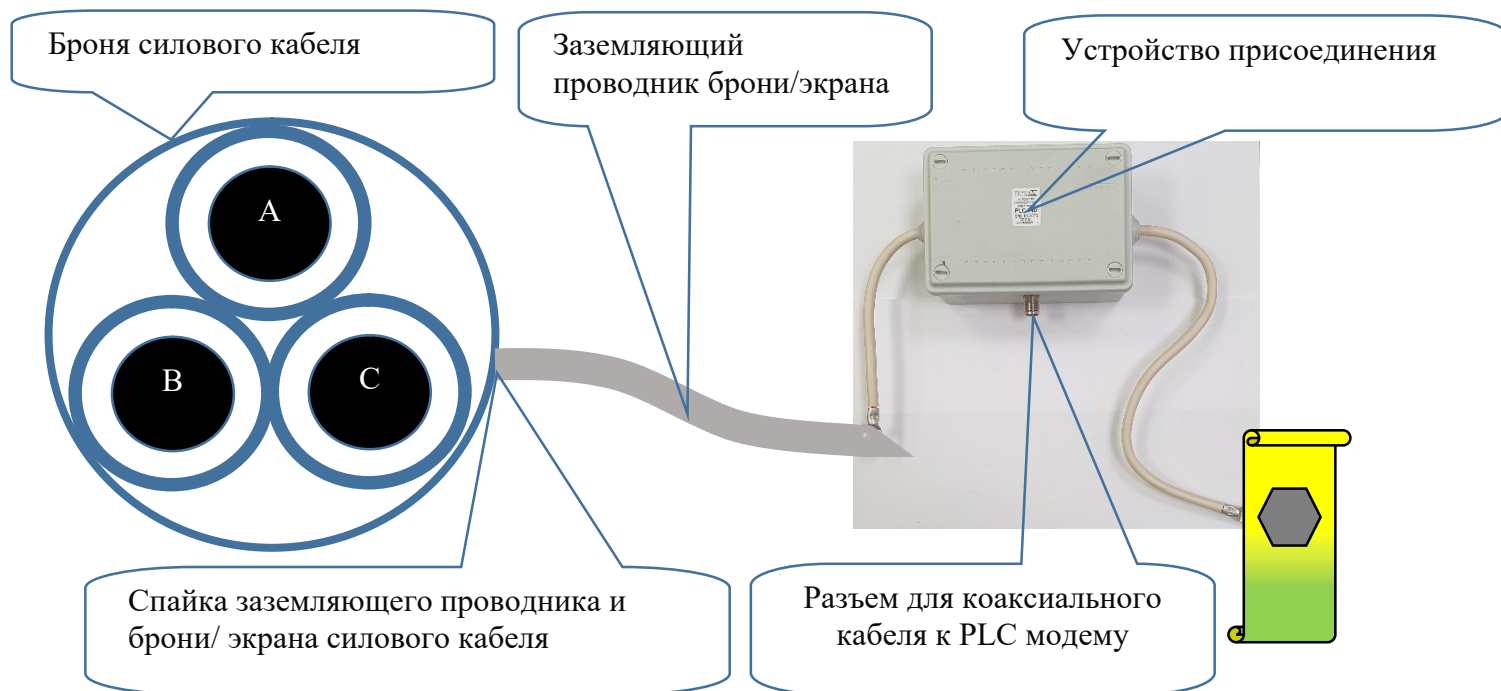 Броня силового кабеля
Заземляющий
проводник брони/экрана
Устройство присоединения
A
B
C
Спайка заземляющего проводника и
брони/ экрана силового кабеля
Разъем для коаксиального
кабеля к PLC модему